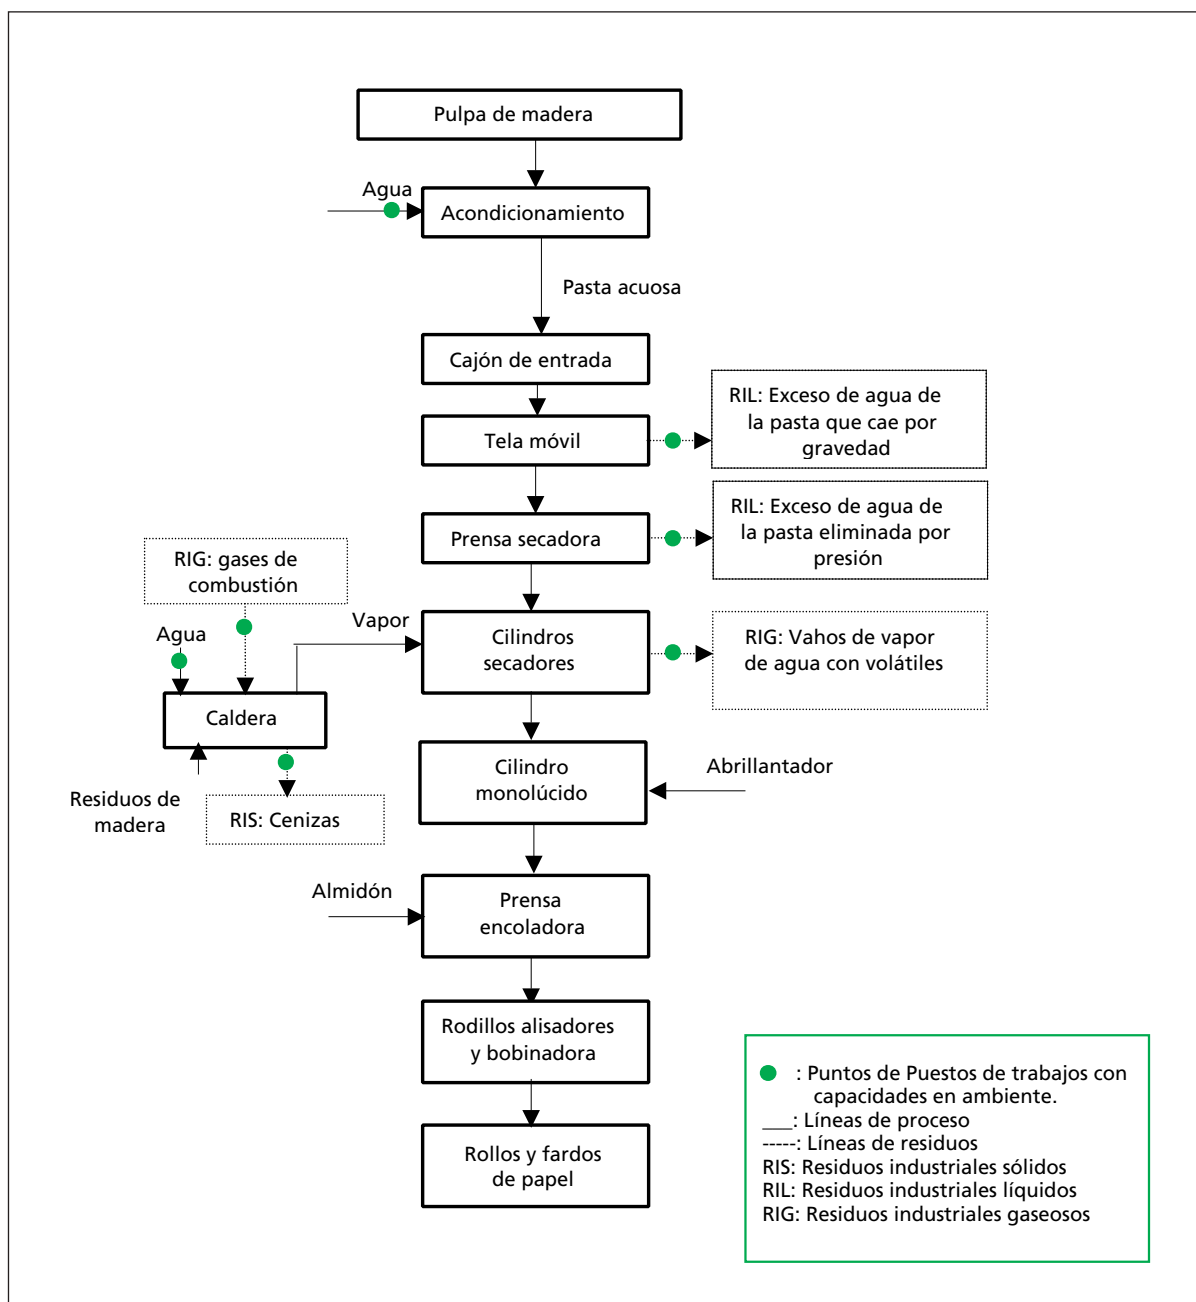 Pulpa de madera
Agua
Acondicionamiento
Pasta acuosa
Cajón de entrada
RIL: Exceso de agua de
la pasta que cae por
gravedad
Tela móvil
RIL: Exceso de agua de
la pasta eliminada por
presión
Prensa secadora
RIG: gases de
combustión
Agua
Vapor
Cilindros
secadores
RIG: Vahos de vapor
de agua con volátiles
Caldera
Residuos de
madera
RIS: Cenizas
Cilindro
monolúcido
Abrillantador
Almidón
Prensa
encoladora
Rodillos alisadores
y bobinadora
Rollos y fardos
de papel
: Puntos de Puestos de trabajos con
capacidades en ambiente.
___: Líneas de proceso
-----: Líneas de residuos
RIS: Residuos industriales sólidos
RIL: Residuos industriales líquidos
RIG: Residuos industriales gaseosos